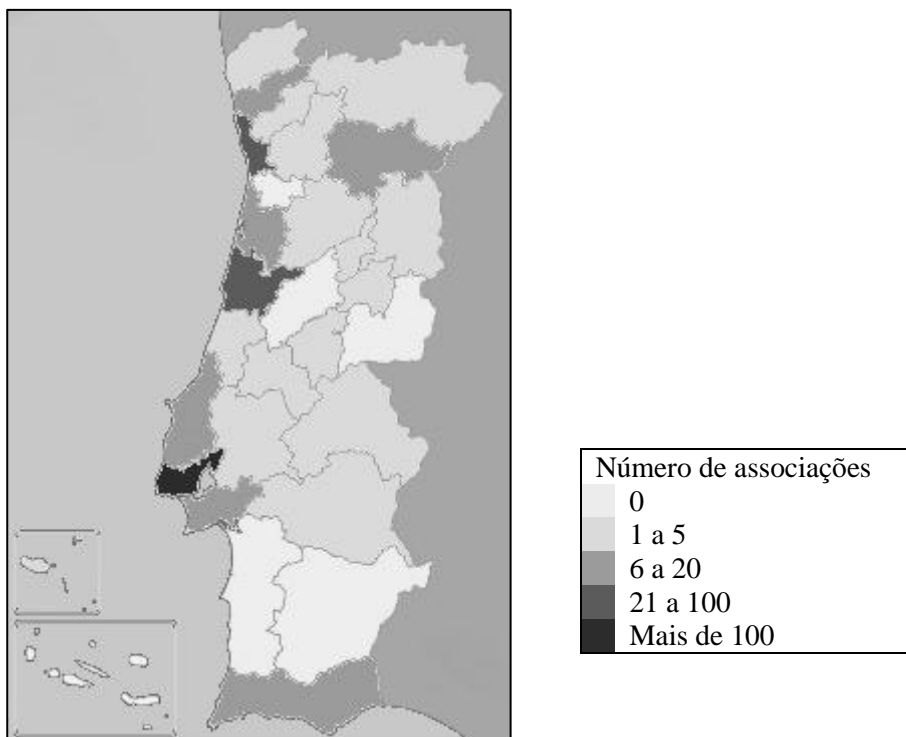 Número de associações
0
1 a 5
6 a 20
21 a 100
Mais de 100